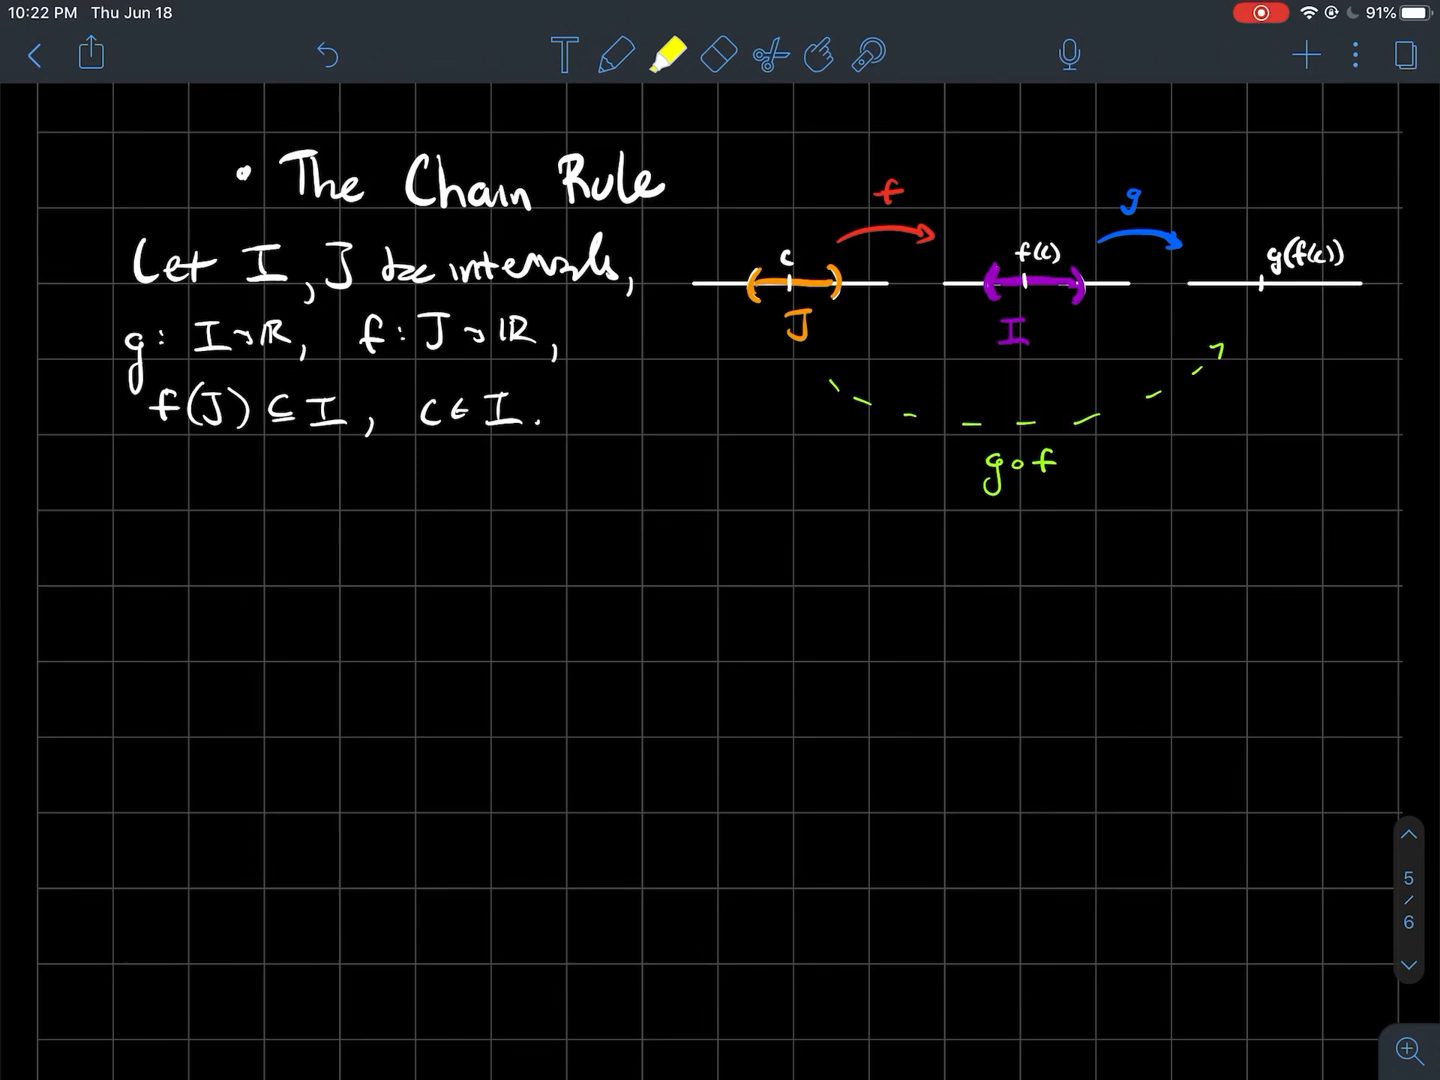 10:22 PM Thu Jun 18
91%
T
• The Chain Rule
Let I, J be intervals,
g: I→ℝ, f: J→ℝ,
f(J) ⊆ I, c ∈ I.
f
g
c
f(c)
g(f(c))
J
I
g∘f
5
/
6